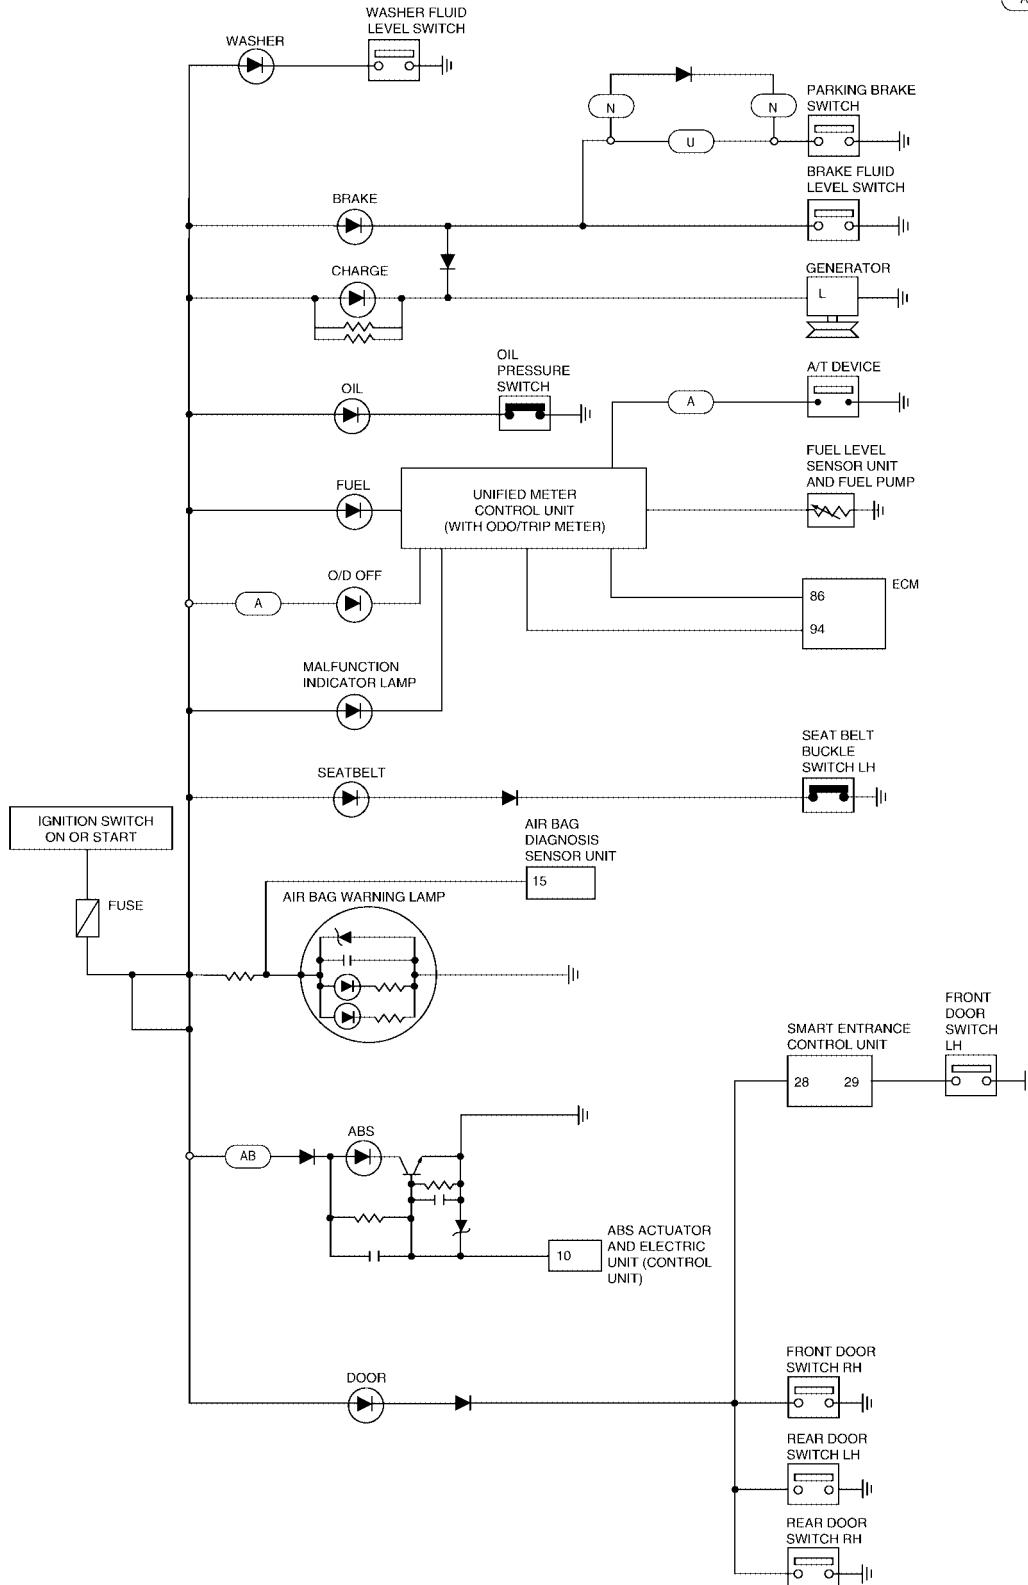 WASHER FLUID
LEVEL SWITCH
WASHER
N
N
PARKING BRAKE
SWITCH
U
BRAKE FLUID
LEVEL SWITCH
BRAKE
CHARGE
GENERATOR
L
OIL
PRESSURE
SWITCH
A/T DEVICE
OIL
A
FUEL LEVEL
SENSOR UNIT
AND FUEL PUMP
FUEL
UNIFIED METER
CONTROL UNIT
(WITH ODO/TRIP METER)
O/D OFF
A
ECM
86
94
MALFUNCTION
INDICATOR LAMP
SEAT BELT
BUCKLE
SWITCH LH
SEATBELT
IGNITION SWITCH
ON OR START
AIR BAG
DIAGNOSIS
SENSOR UNIT
15
FUSE
AIR BAG WARNING LAMP
FRONT
DOOR
SWITCH
LH
SMART ENTRANCE
CONTROL UNIT
28 29
ABS
AB
ABS ACTUATOR
AND ELECTRIC
UNIT (CONTROL
UNIT)
10
FRONT DOOR
SWITCH RH
DOOR
REAR DOOR
SWITCH LH
REAR DOOR
SWITCH RH